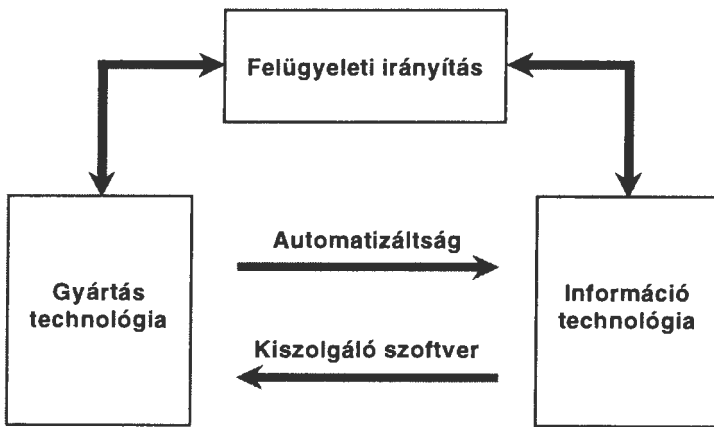 Felügyeleti irányítás
Automatizáltság
Gyártás
technológia
Információ
technológia
Kiszolgáló szoftver